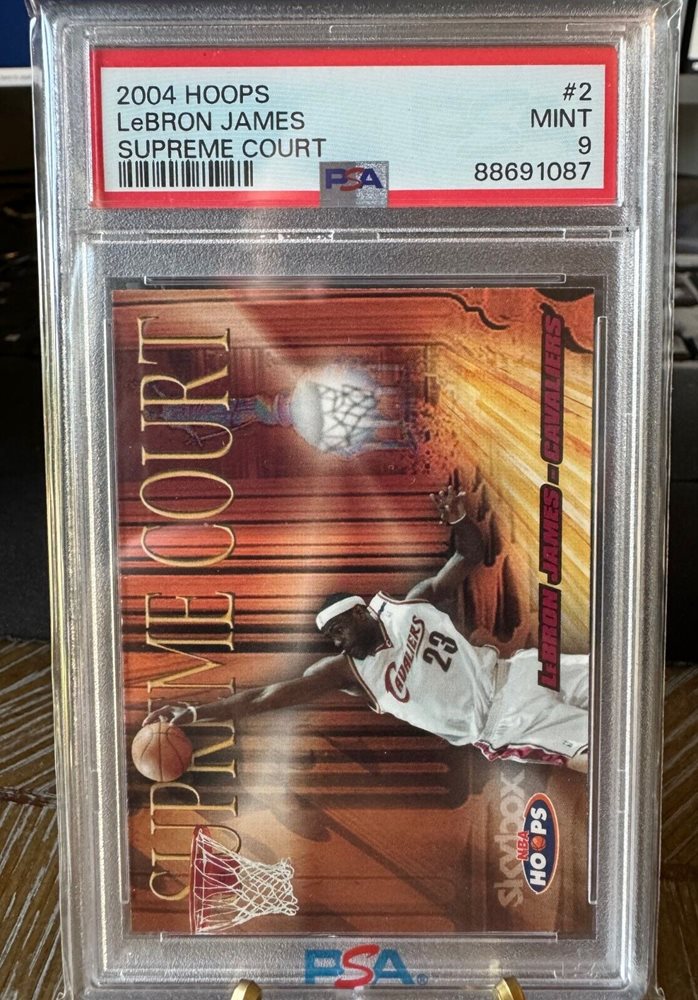 2004 HOOPS #2
LeBRON JAMES MINT
SUPREME COURT 9
PSA 88691087
SUPREME COURT
LeBRON JAMES - CAVALIERS
CAVALIERS
23
skybox
NBA
HOOPS
PSA